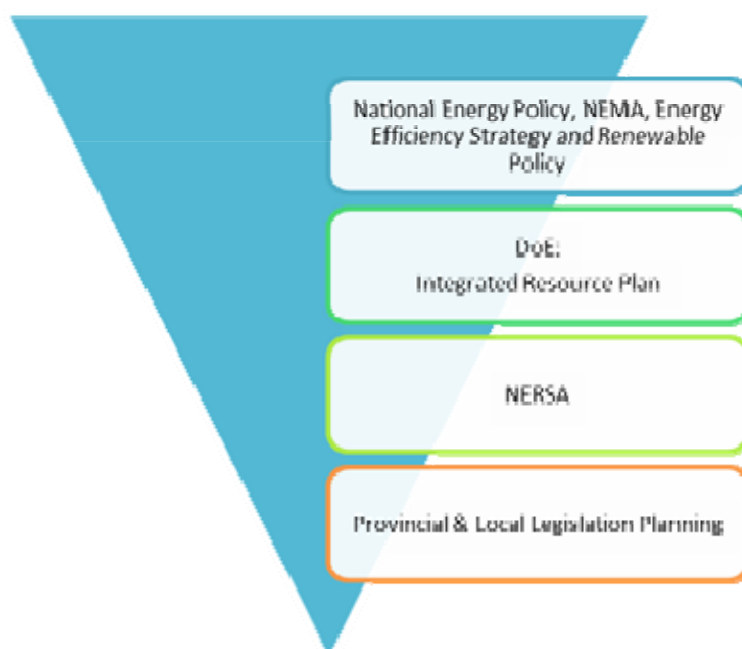 National Energy Policy, NEMA, Energy
Efficiency Strategy and Renewable
Policy
DoE:
Integrated Resource Plan
NERSA
Provincial & Local Legislation Planning